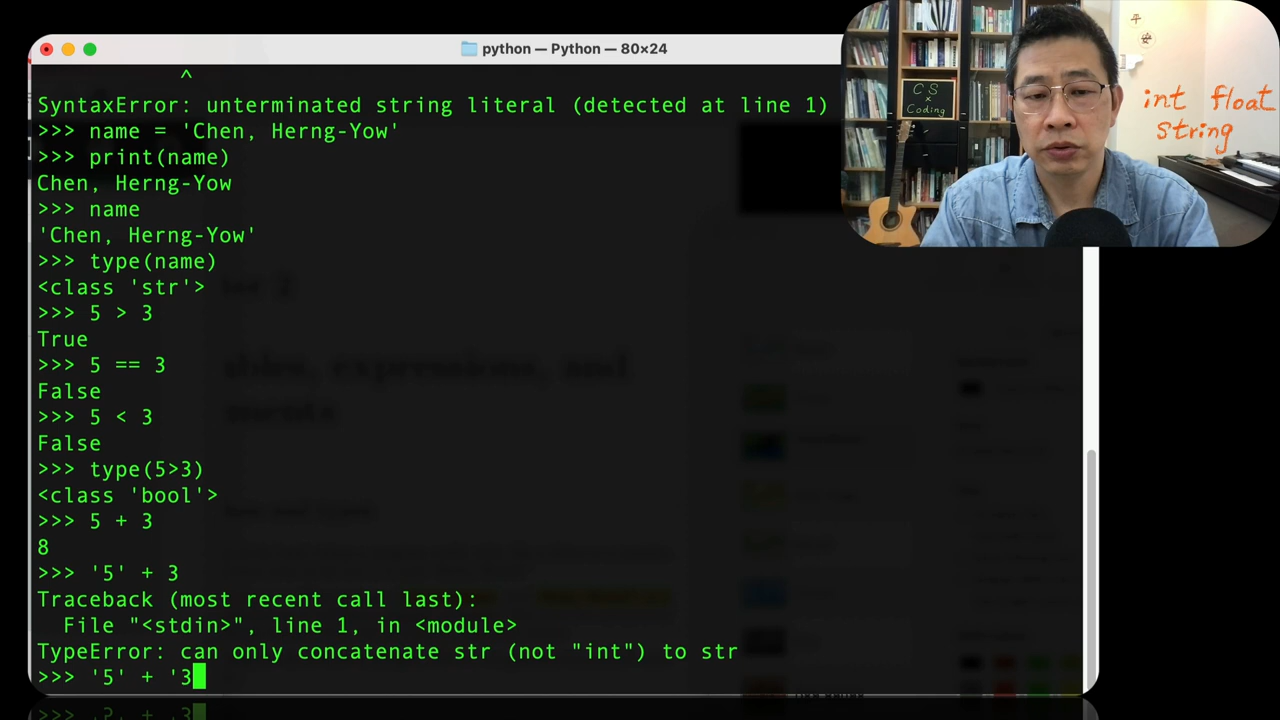 python — Python — 80×24
^
SyntaxError: unterminated string literal (detected at line 1)
>>> name = 'Chen, Herng-Yow'
>>> print(name)
Chen, Herng-Yow
>>> name
'Chen, Herng-Yow'
>>> type(name)
<class 'str'>
>>> 5 > 3
True
>>> 5 == 3
False
>>> 5 < 3
False
>>> type(5>3)
<class 'bool'>
>>> 5 + 3
8
>>> '5' + 3
Traceback (most recent call last):
  File "<stdin>", line 1, in <module>
TypeError: can only concatenate str (not "int") to str
>>> '5' + '3
平
安
CS
×
Coding
int float
string